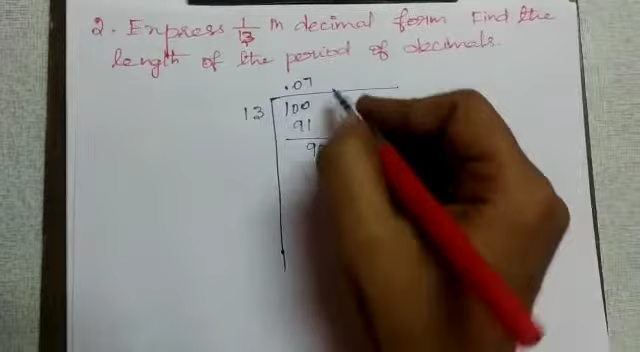 2. Express 1/13 in decimal form Find the
length of the period of decimals.
.07
13 100
91
90